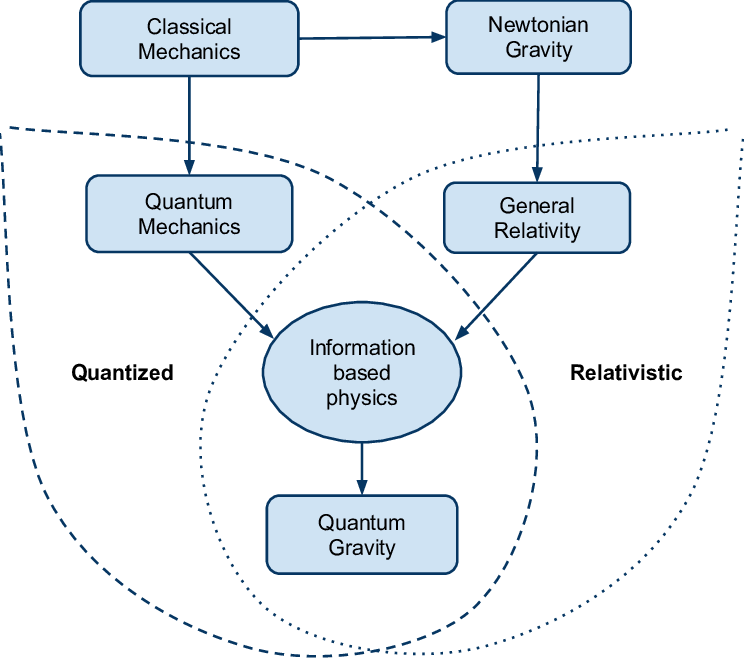 Classical
Mechanics
Newtonian
Gravity
Quantum
Mechanics
General
Relativity
Information
based
physics
Quantized
Relativistic
Quantum
Gravity